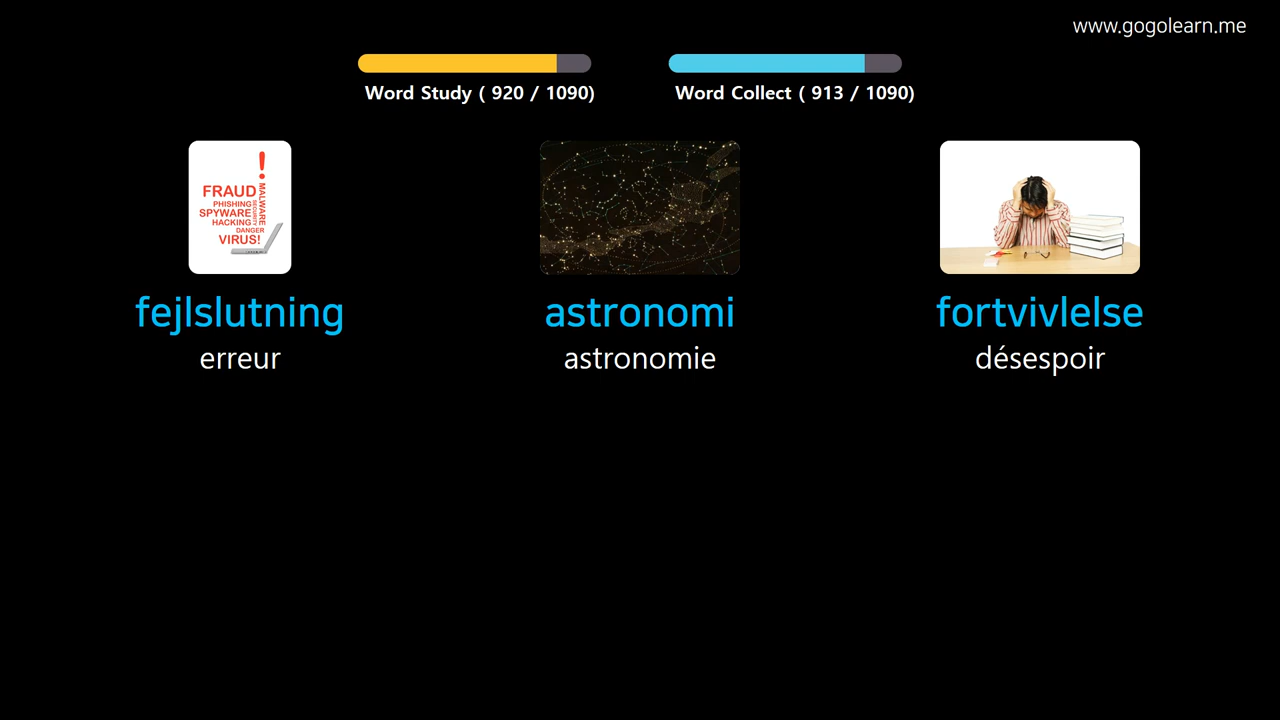 www.gogolearn.me
Word Study ( 920 / 1090)
Word Collect ( 913 / 1090)
!
FRAUD
PHISHING
SPYWARE
HACKING
DANGER
VIRUS!
MALWARE
SECURITY
fejlslutning
astronomi
fortvivlelse
erreur
astronomie
désespoir